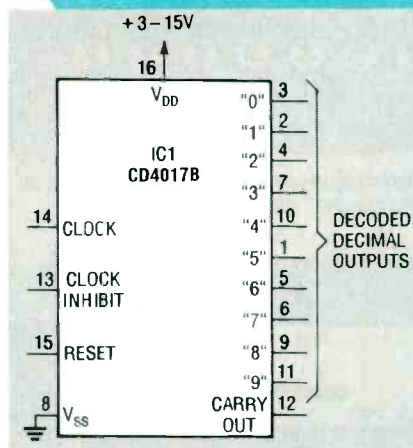 +3–15V
16
V_DD
IC1
CD4017B
14 CLOCK
13 CLOCK INHIBIT
15 RESET
8 V_SS
"0" 3
"1" 2
"2" 4
"3" 7
"4" 10
"5" 1
"6" 5
"7" 6
"8" 9
"9" 11
CARRY OUT 12
DECODED
DECIMAL
OUTPUTS